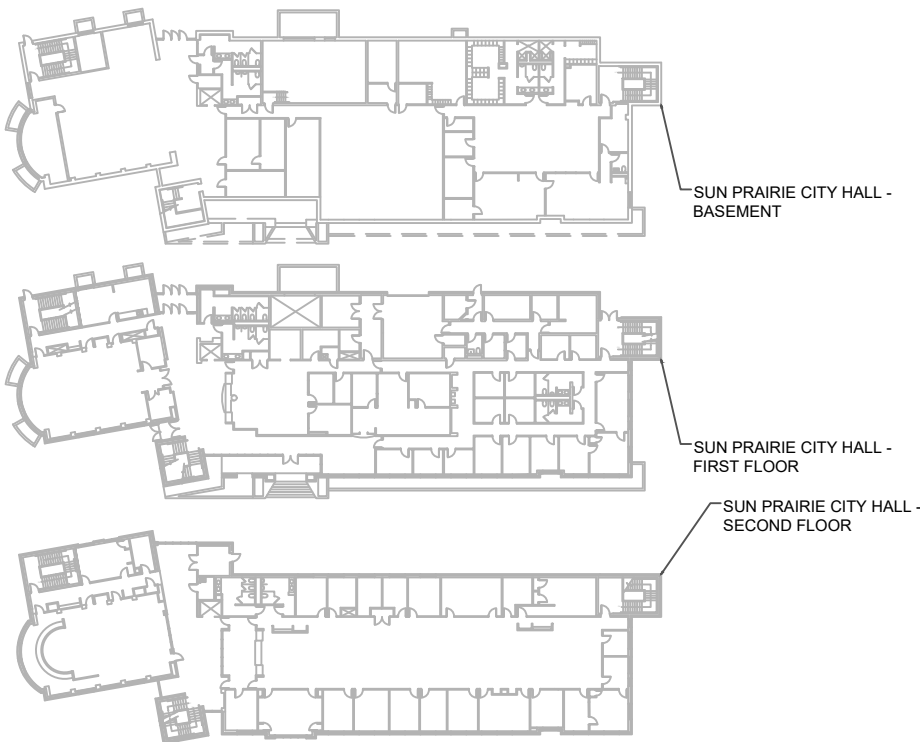 SUN PRAIRIE CITY HALL -
BASEMENT
SUN PRAIRIE CITY HALL -
FIRST FLOOR
SUN PRAIRIE CITY HALL -
SECOND FLOOR